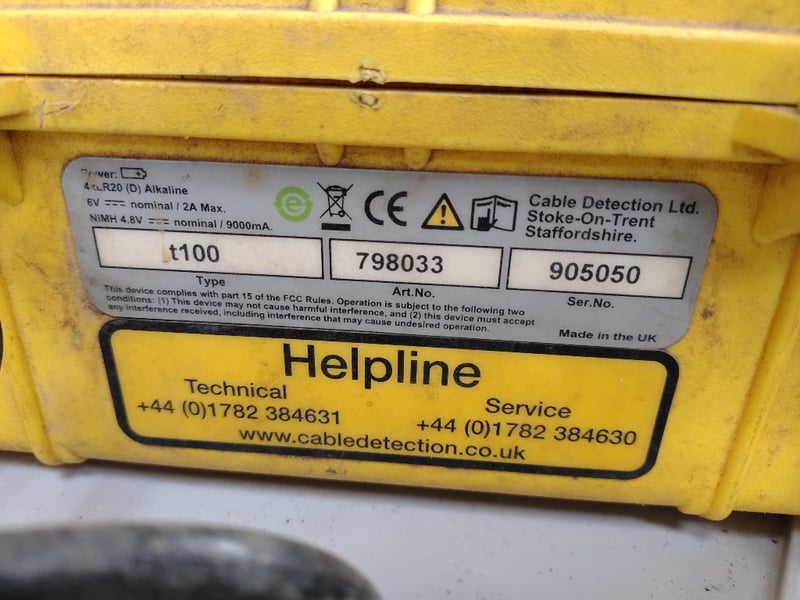 Power:
4 x LR20 (D) Alkaline
6V nominal / 2A Max.
NiMH 4.8V nominal / 9000mA.
CE
Cable Detection Ltd.
Stoke-On-Trent
Staffordshire.
t100
798033
905050
Type
Art.No.
Ser.No.
This device complies with part 15 of the FCC Rules. Operation is subject to the following two
conditions: (1) This device may not cause harmful interference, and (2) this device must accept
any interference received, including interference that may cause undesired operation.
Made in the UK
Helpline
Technical
+44 (0)1782 384631
Service
+44 (0)1782 384630
www.cabledetection.co.uk